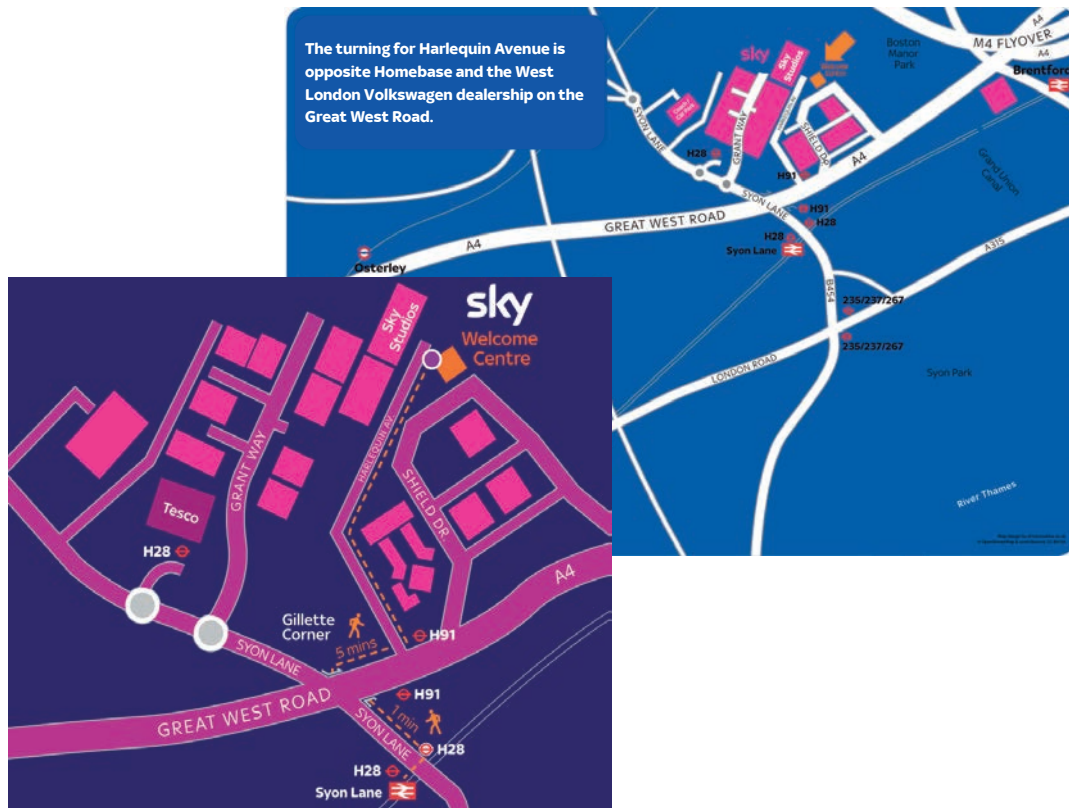 The turning for Harlequin Avenue is
opposite Homebase and the West
London Volkswagen dealership on the
Great West Road.
A4
M4 FLYOVER
A4
Boston
Manor
Park
Brentford
sky
Sky
Studios
Welcome
Centre
SYON LANE
GRANT WAY
SHIELD DR.
H28
H91
A4
Grand Union
Canal
SYON LANE
H91
H28
GREAT WEST ROAD
H28
Syon Lane
A4
Osterley
A315
B454
235/237/267
235/237/267
LONDON ROAD
Syon Park
River Thames
sky
Welcome
Centre
Sky
Studios
HARLEQUIN AV.
GRANT WAY
SHIELD DR.
Tesco
H28
A4
Gillette
Corner
5 mins
H91
SYON LANE
H91
GREAT WEST ROAD
1 min
SYON LANE
H28
H28
Syon Lane